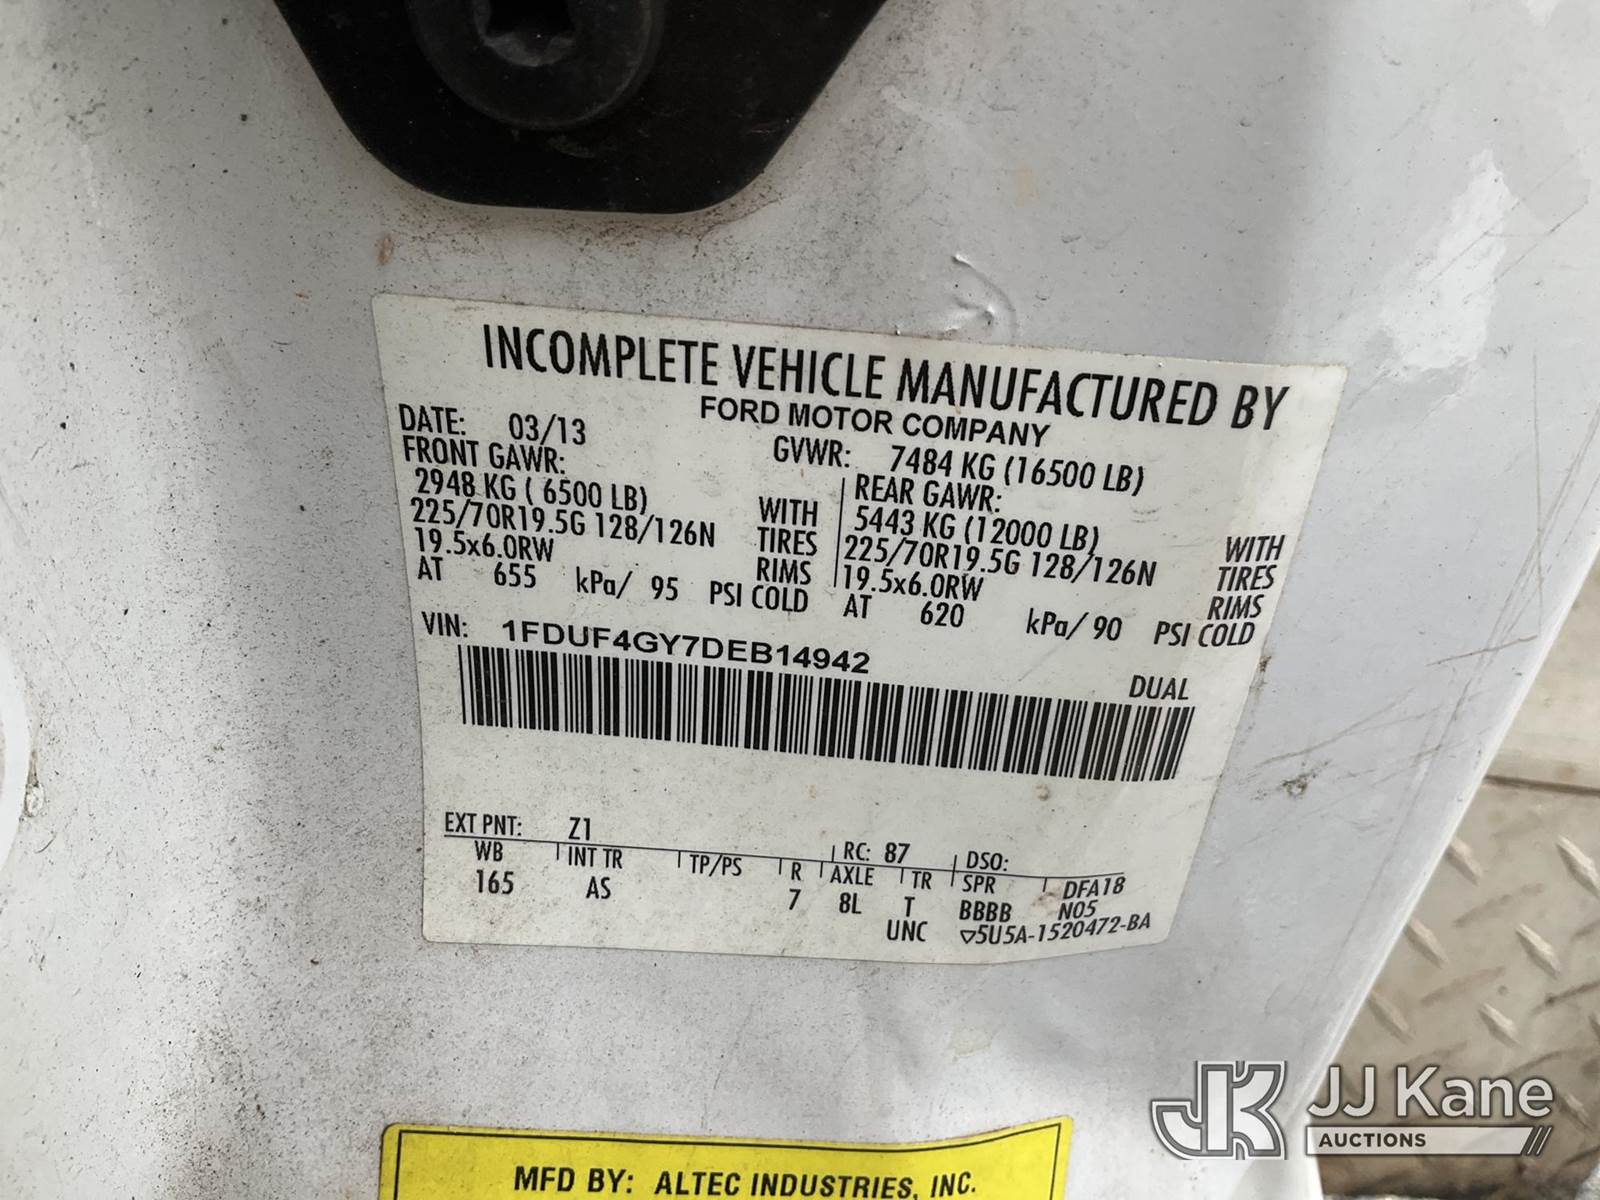 INCOMPLETE VEHICLE MANUFACTURED BY
FORD MOTOR COMPANY
DATE: 03/13 GVWR: 7484 KG (16500 LB)
FRONT GAWR: REAR GAWR:
2948 KG ( 6500 LB) WITH 5443 KG (12000 LB) WITH
225/70R19.5G 128/126N TIRES 225/70R19.5G 128/126N TIRES
19.5x6.0RW RIMS 19.5x6.0RW RIMS
AT 655 kPa/ 95 PSI COLD AT 620 kPa/ 90 PSI COLD
VIN: 1FDUF4GY7DEB14942
DUAL
EXT PNT: Z1 RC: 87 DSO:
WB INT TR TP/PS R AXLE TR SPR DFA18
165 AS 7 8L T BBBB N05
UNC ▽5U5A-1520472-BA
MFD BY: ALTEC INDUSTRIES, INC.
JK JJ Kane
AUCTIONS